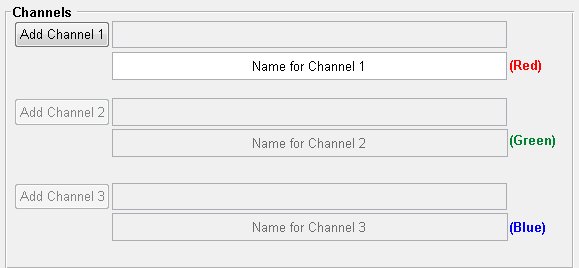 Channels
Add Channel 1
Name for Channel 1 (Red)
Add Channel 2
Name for Channel 2 (Green)
Add Channel 3
Name for Channel 3 (Blue)